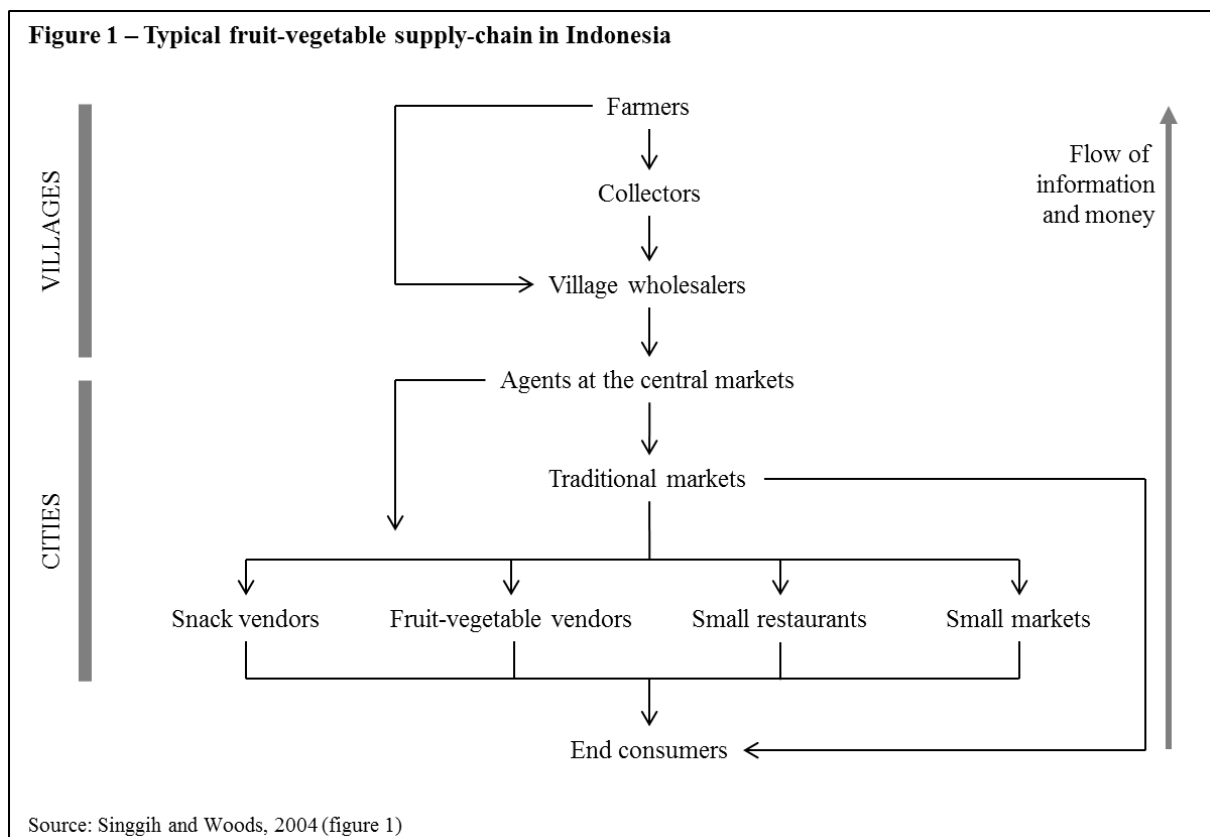 Figure 1 – Typical fruit-vegetable supply-chain in Indonesia
Farmers
Flow of
information
and money
Collectors
VILLAGES
Village wholesalers
Agents at the central markets
Traditional markets
CITIES
Snack vendors
Fruit-vegetable vendors
Small restaurants
Small markets
End consumers
Source: Singgih and Woods, 2004 (figure 1)